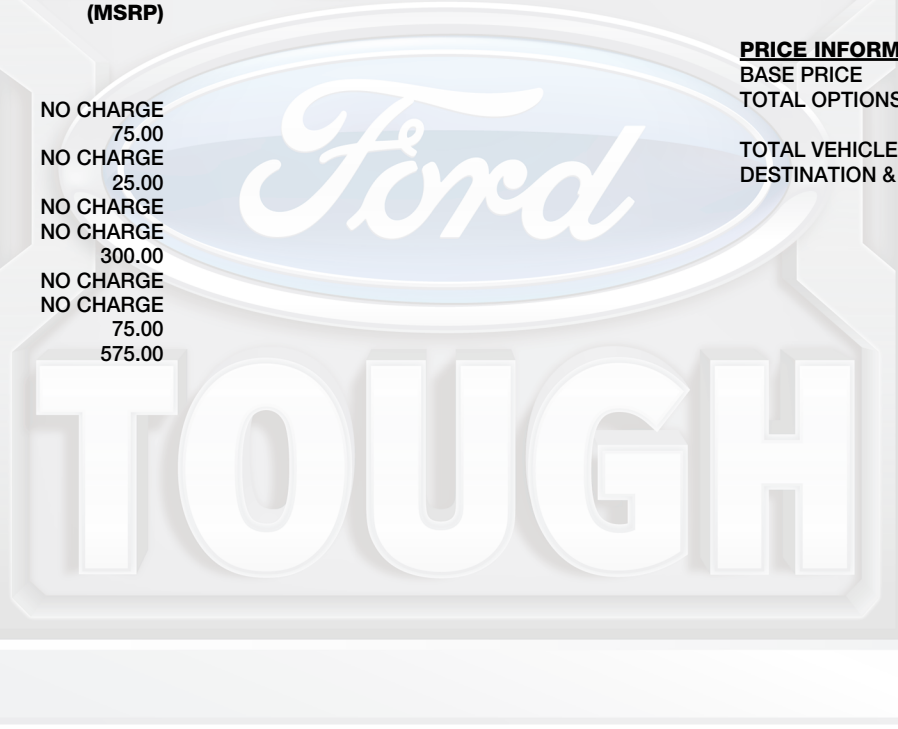 (MSRP)
NO CHARGE
75.00
NO CHARGE
25.00
NO CHARGE
NO CHARGE
300.00
NO CHARGE
NO CHARGE
75.00
575.00
PRICE INFORM
BASE PRICE
TOTAL OPTIONS
TOTAL VEHICLE
DESTINATION &
Ford
TOUGH